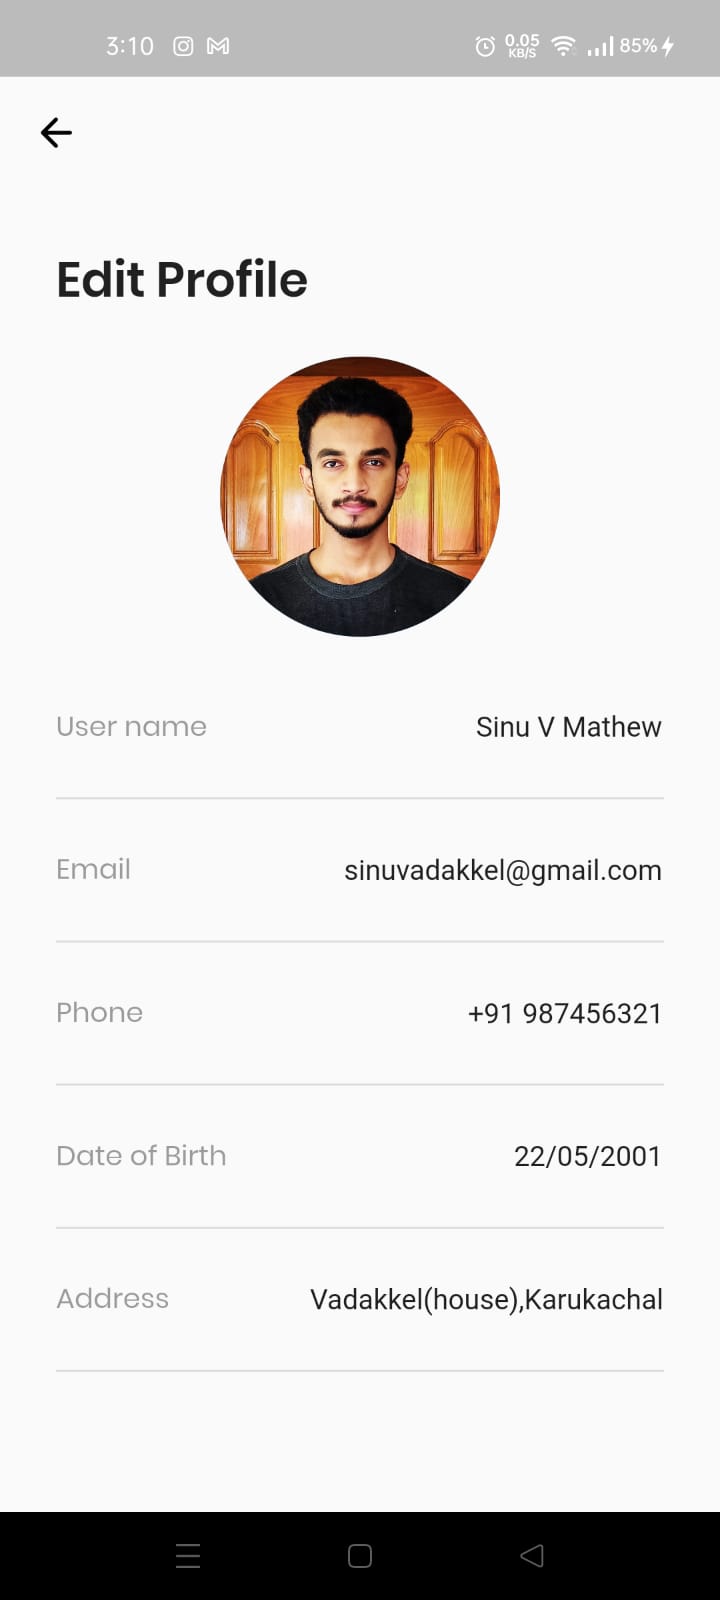 3:10 0.05 KB/S 85%
Edit Profile
User name Sinu V Mathew
Email sinuvadakkel@gmail.com
Phone +91 987456321
Date of Birth 22/05/2001
Address Vadakkel(house),Karukachal